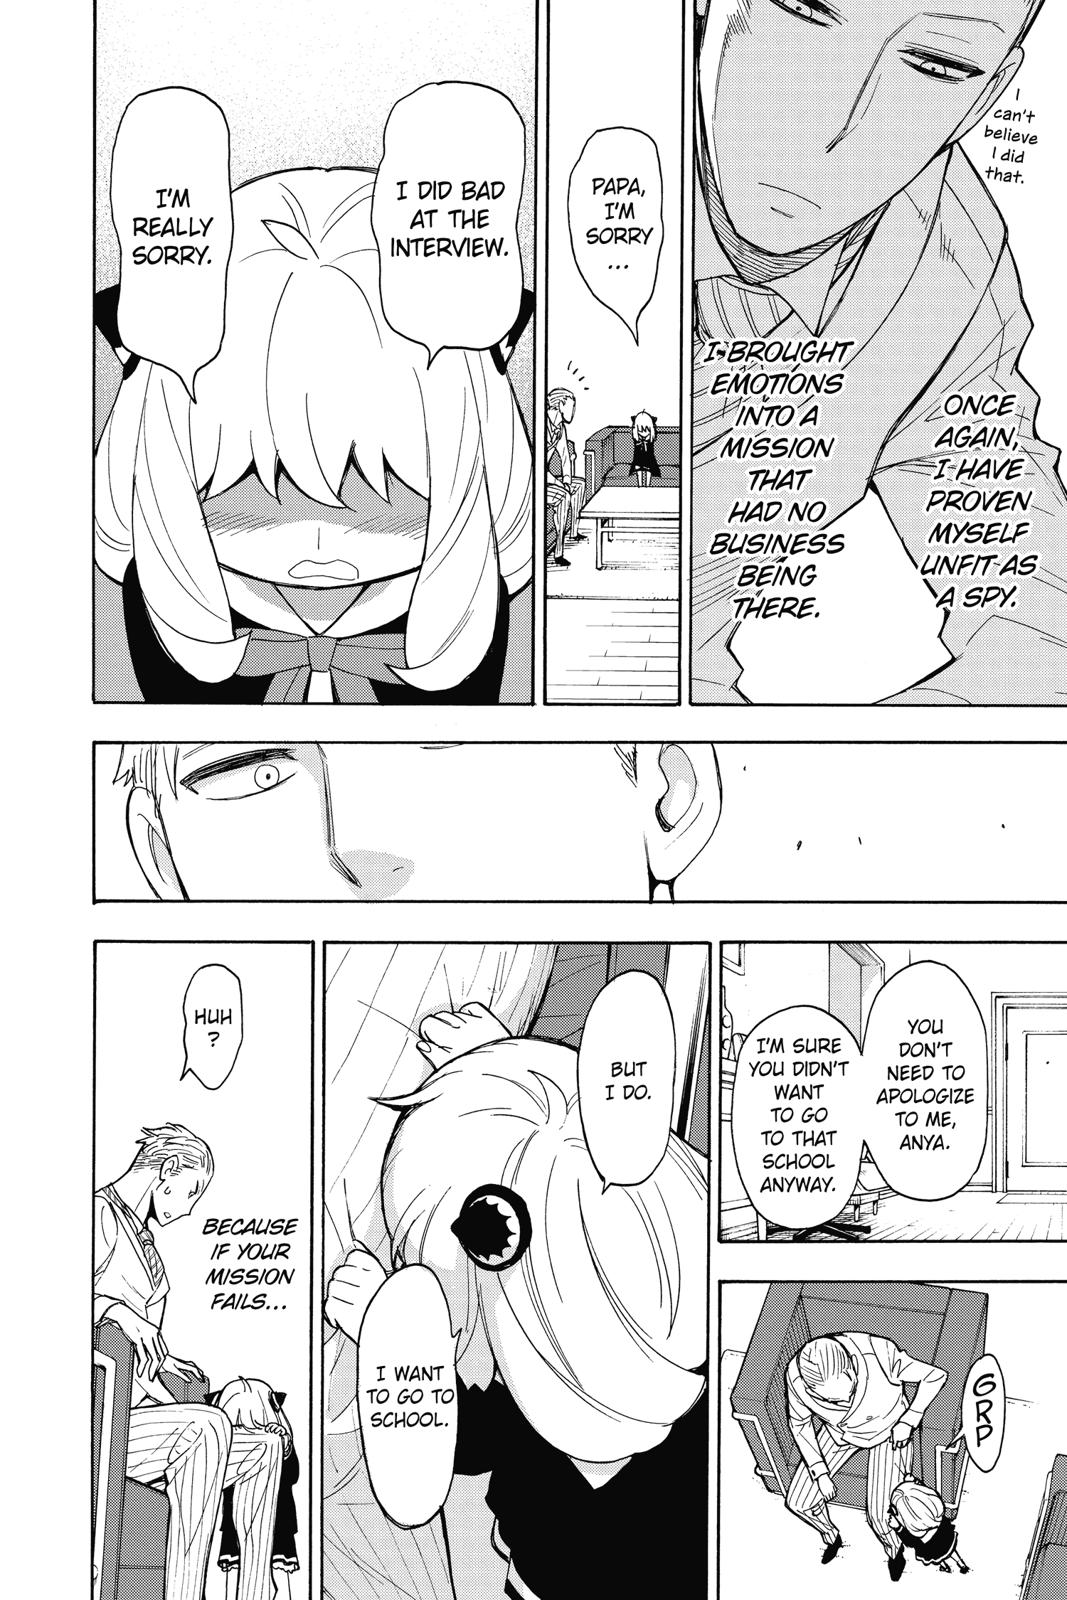 I
can't
believe
I did
that.
ONCE
AGAIN,
I HAVE
PROVEN
MYSELF
UNFIT AS
A SPY.
I BROUGHT
EMOTIONS
INTO A
MISSION
THAT
HAD NO
BUSINESS
BEING
THERE.
PAPA,
I'M
SORRY
...
I DID BAD
AT THE
INTERVIEW.
I'M
REALLY
SORRY.
YOU
DON'T
NEED TO
APOLOGIZE
TO ME,
ANYA.
I'M SURE
YOU DIDN'T
WANT
TO GO
TO THAT
SCHOOL
ANYWAY.
GRP
BUT
I DO.
I WANT
TO GO TO
SCHOOL.
HUH
?
BECAUSE
IF YOUR
MISSION
FAILS...